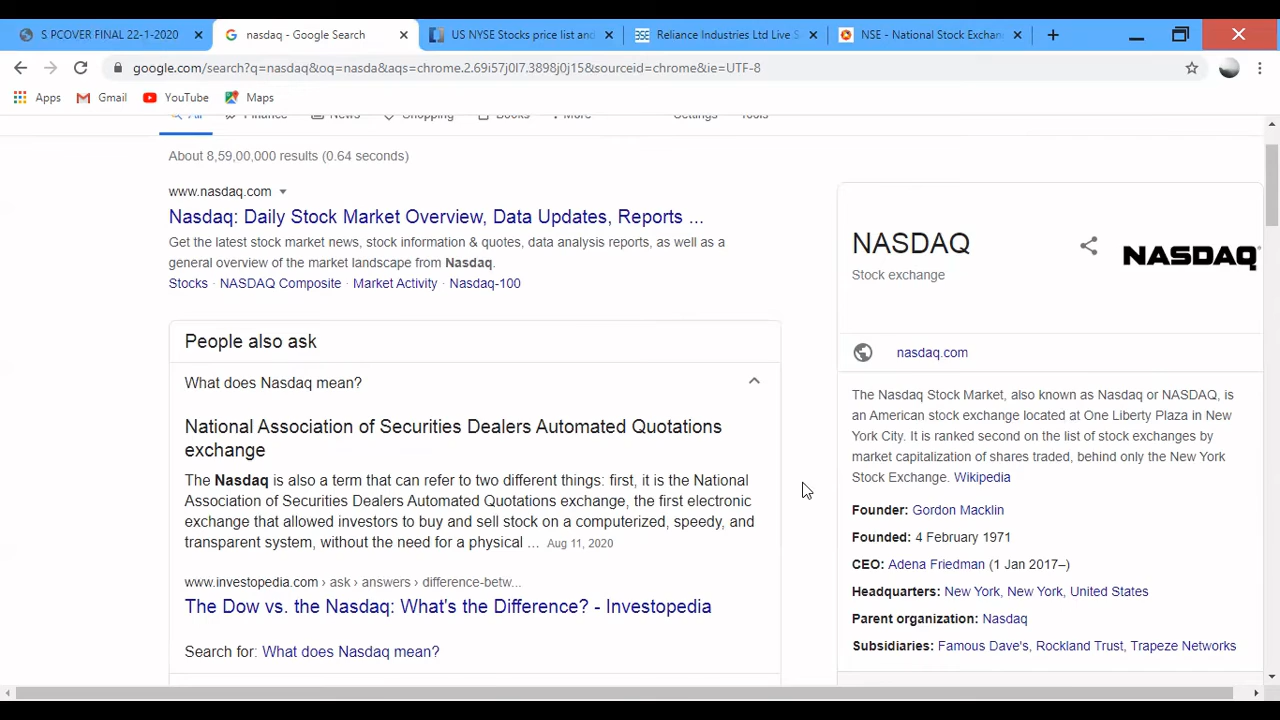 S PCOVER FINAL 22-1-2020
nasdaq - Google Search
US NYSE Stocks price list and
Reliance Industries Ltd Live S
NSE - National Stock Exchan
google.com/search?q=nasdaq&oq=nasda&aqs=chrome.2.69i57j0l7.3898j0j15&sourceid=chrome&ie=UTF-8
Apps
Gmail
YouTube
Maps
All
Finance
News
Shopping
Books
More
Settings
Tools
About 8,59,00,000 results (0.64 seconds)
www.nasdaq.com
Nasdaq: Daily Stock Market Overview, Data Updates, Reports ...
Get the latest stock market news, stock information & quotes, data analysis reports, as well as a
general overview of the market landscape from Nasdaq.
Stocks · NASDAQ Composite · Market Activity · Nasdaq-100
People also ask
What does Nasdaq mean?
National Association of Securities Dealers Automated Quotations
exchange
The Nasdaq is also a term that can refer to two different things: first, it is the National
Association of Securities Dealers Automated Quotations exchange, the first electronic
exchange that allowed investors to buy and sell stock on a computerized, speedy, and
transparent system, without the need for a physical ... Aug 11, 2020
www.investopedia.com › ask › answers › difference-betw...
The Dow vs. the Nasdaq: What's the Difference? - Investopedia
Search for: What does Nasdaq mean?
NASDAQ
Stock exchange
NASDAQ
nasdaq.com
The Nasdaq Stock Market, also known as Nasdaq or NASDAQ, is
an American stock exchange located at One Liberty Plaza in New
York City. It is ranked second on the list of stock exchanges by
market capitalization of shares traded, behind only the New York
Stock Exchange. Wikipedia
Founder: Gordon Macklin
Founded: 4 February 1971
CEO: Adena Friedman (1 Jan 2017–)
Headquarters: New York, New York, United States
Parent organization: Nasdaq
Subsidiaries: Famous Dave's, Rockland Trust, Trapeze Networks